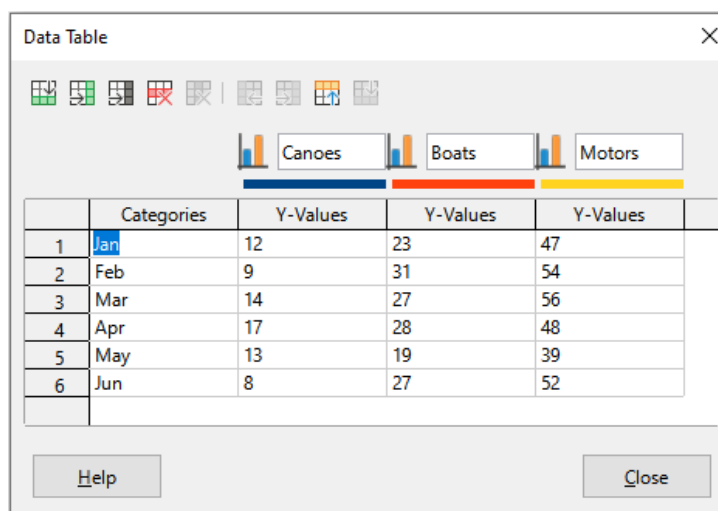 Data Table
Canoes Boats Motors
Categories Y-Values Y-Values Y-Values
1 Jan 12 23 47
2 Feb 9 31 54
3 Mar 14 27 56
4 Apr 17 28 48
5 May 13 19 39
6 Jun 8 27 52
Help Close